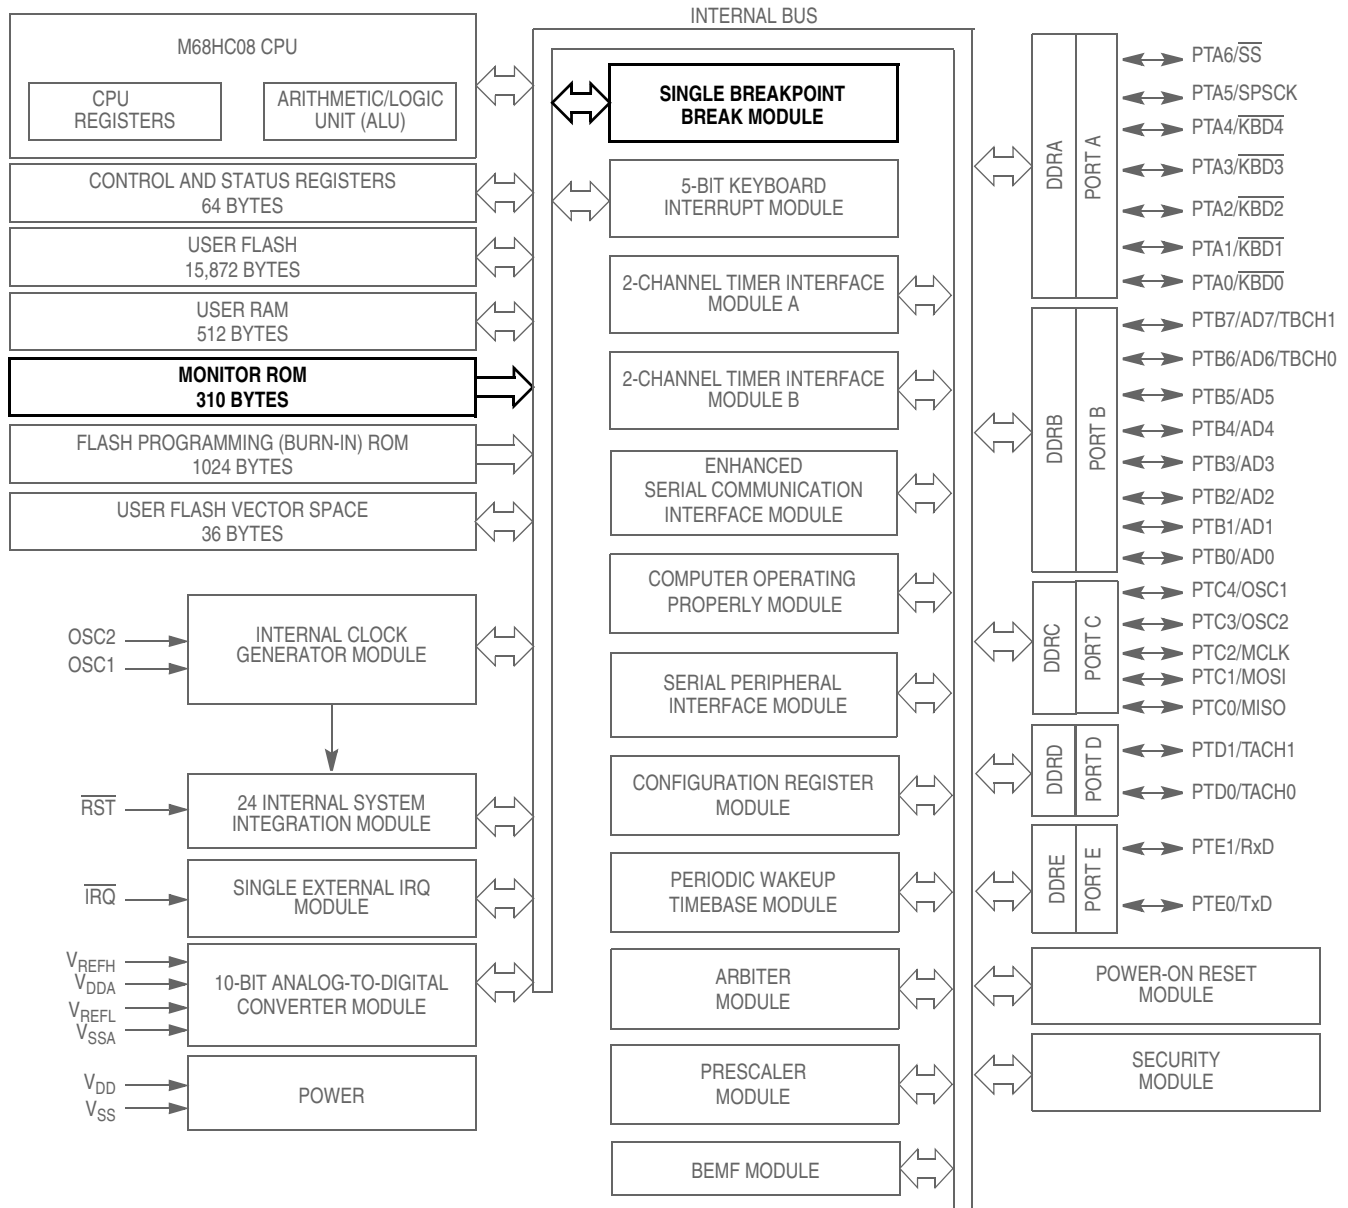 INTERNAL BUS
M68HC08 CPU
CPU
REGISTERS
ARITHMETIC/LOGIC
UNIT (ALU)
CONTROL AND STATUS REGISTERS
64 BYTES
USER FLASH
15,872 BYTES
USER RAM
512 BYTES
MONITOR ROM
310 BYTES
FLASH PROGRAMMING (BURN-IN) ROM
1024 BYTES
USER FLASH VECTOR SPACE
36 BYTES
OSC2
OSC1
INTERNAL CLOCK
GENERATOR MODULE
RST
24 INTERNAL SYSTEM
INTEGRATION MODULE
IRQ
SINGLE EXTERNAL IRQ
MODULE
VREFH
VDDA
VREFL
VSSA
10-BIT ANALOG-TO-DIGITAL
CONVERTER MODULE
VDD
VSS
POWER
SINGLE BREAKPOINT
BREAK MODULE
5-BIT KEYBOARD
INTERRUPT MODULE
2-CHANNEL TIMER INTERFACE
MODULE A
2-CHANNEL TIMER INTERFACE
MODULE B
ENHANCED
SERIAL COMMUNICATION
INTERFACE MODULE
COMPUTER OPERATING
PROPERLY MODULE
SERIAL PERIPHERAL
INTERFACE MODULE
CONFIGURATION REGISTER
MODULE
PERIODIC WAKEUP
TIMEBASE MODULE
ARBITER
MODULE
PRESCALER
MODULE
BEMF MODULE
DDRA
PORT A
PTA6/SS
PTA5/SPSCK
PTA4/KBD4
PTA3/KBD3
PTA2/KBD2
PTA1/KBD1
PTA0/KBD0
DDRB
PORT B
PTB7/AD7/TBCH1
PTB6/AD6/TBCH0
PTB5/AD5
PTB4/AD4
PTB3/AD3
PTB2/AD2
PTB1/AD1
PTB0/AD0
DDRC
PORT C
PTC4/OSC1
PTC3/OSC2
PTC2/MCLK
PTC1/MOSI
PTC0/MISO
DDRD
PORT D
PTD1/TACH1
PTD0/TACH0
DDRE
PORT E
PTE1/RxD
PTE0/TxD
POWER-ON RESET
MODULE
SECURITY
MODULE